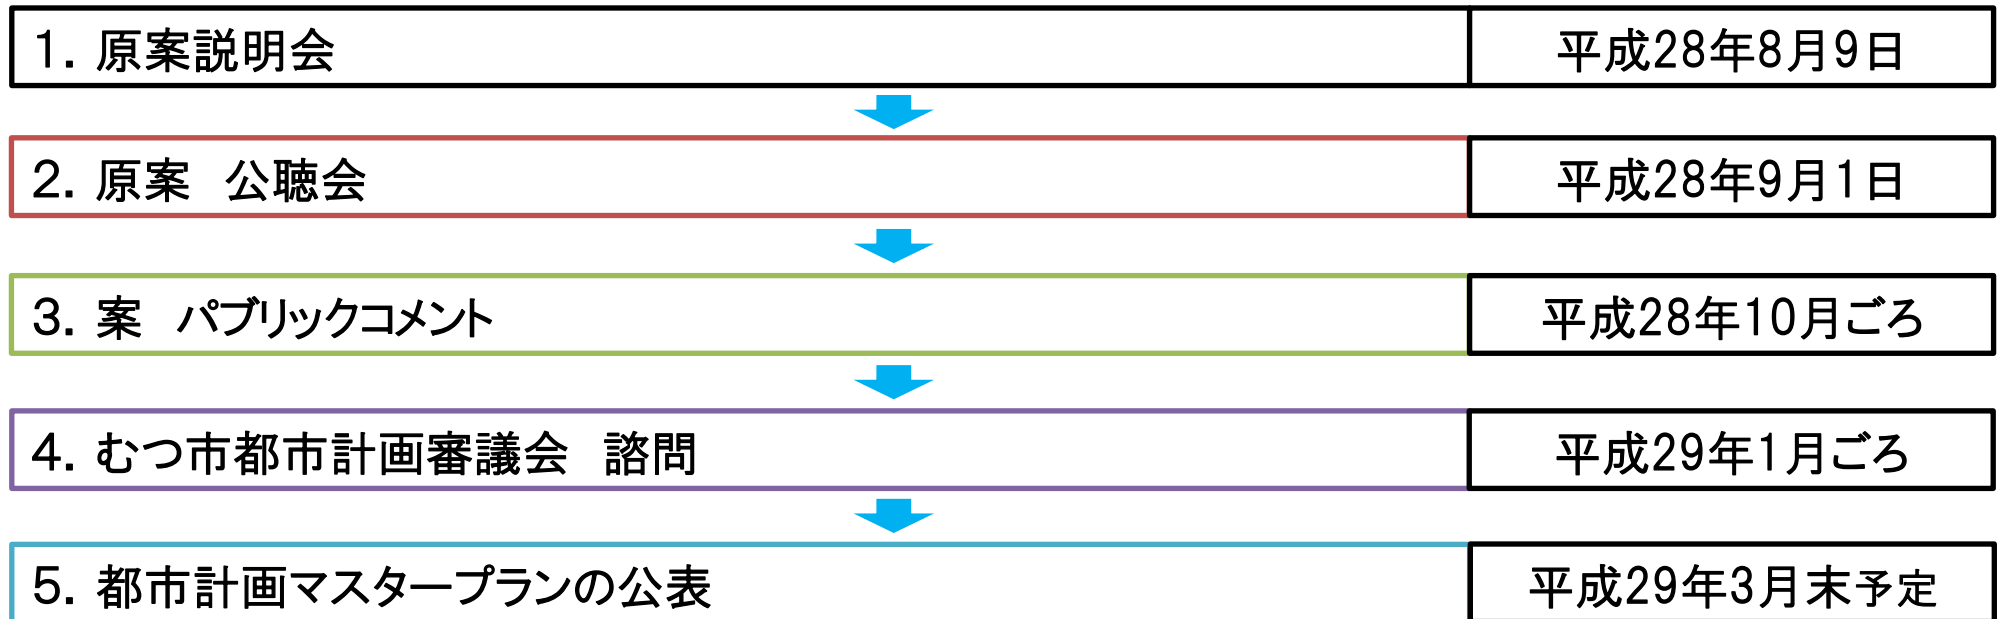 1. 原案説明会　平成28年8月9日
2. 原案　公聴会　平成28年9月1日
3. 案　パブリックコメント　平成28年10月ごろ
4. むつ市都市計画審議会　諮問　平成29年1月ごろ
5. 都市計画マスタープランの公表　平成29年3月末予定